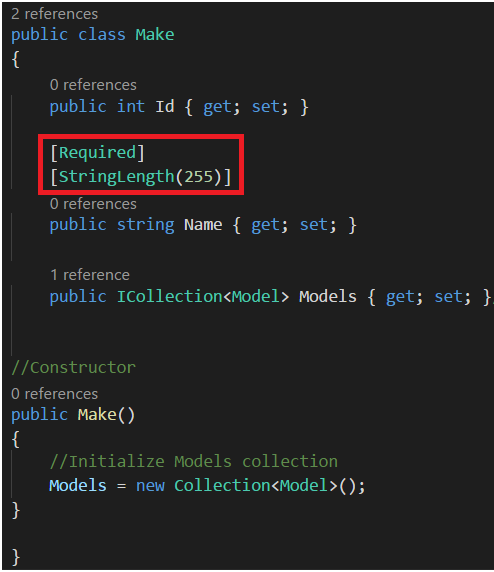 2 references
public class Make
{
0 references
public int Id { get; set; }
[Required]
[StringLength(255)]
0 references
public string Name { get; set; }
1 reference
public ICollection<Model> Models { get; set; }
//Constructor
0 references
public Make()
{
//Initialize Models collection
Models = new Collection<Model>();
}
}